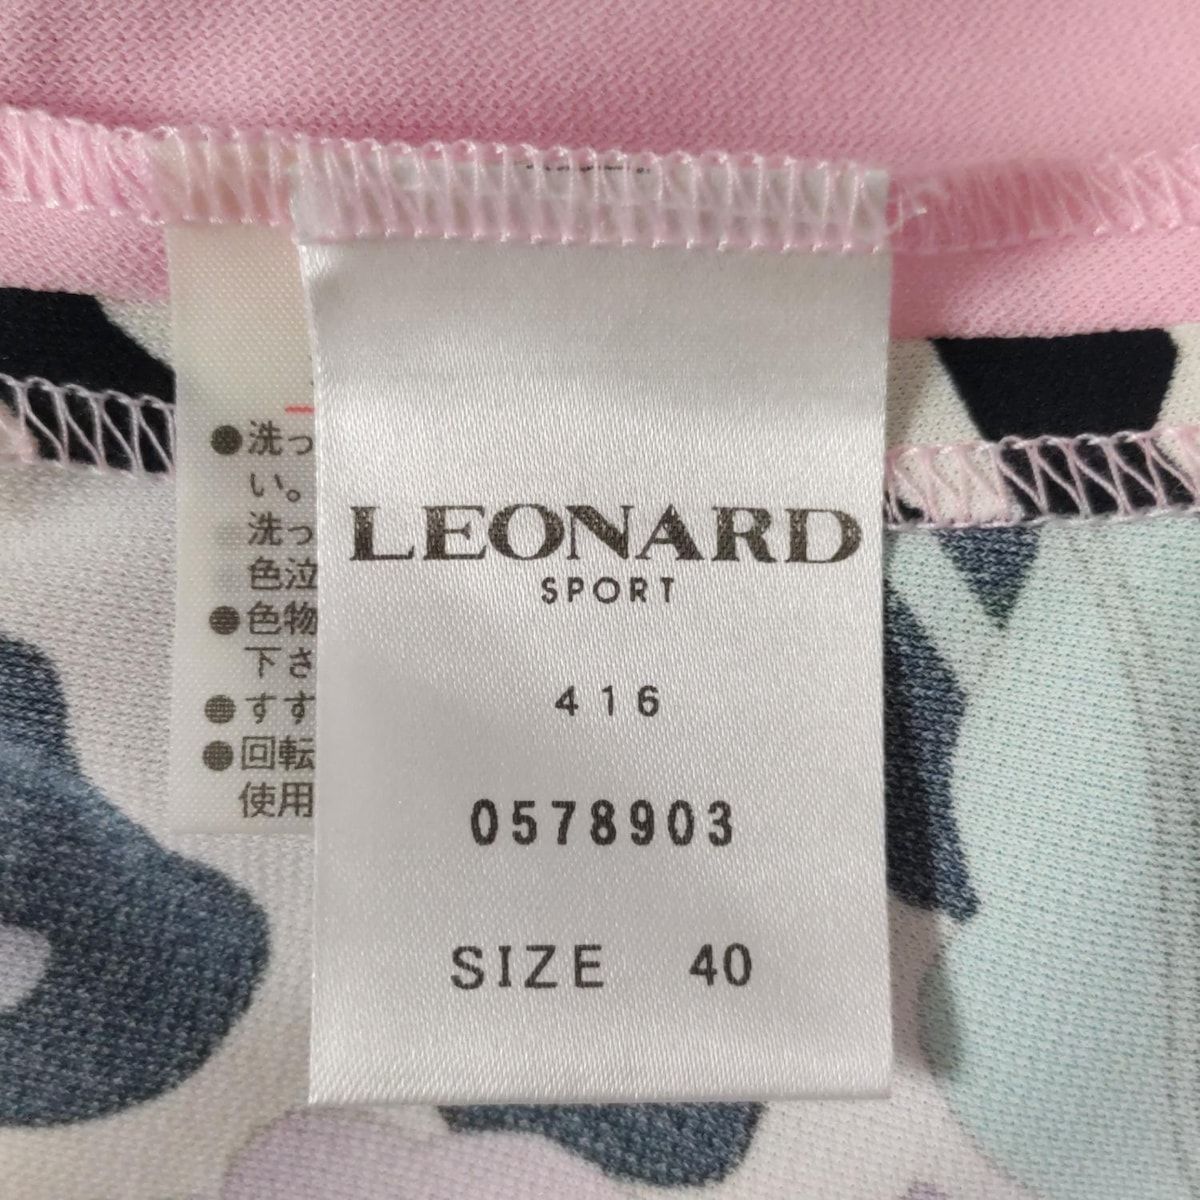 LEONARD
SPORT
416
0578903
SIZE 40
●洗っ
い。
洗っ
色泣
●色物
下さ
●すす
●回転
使用